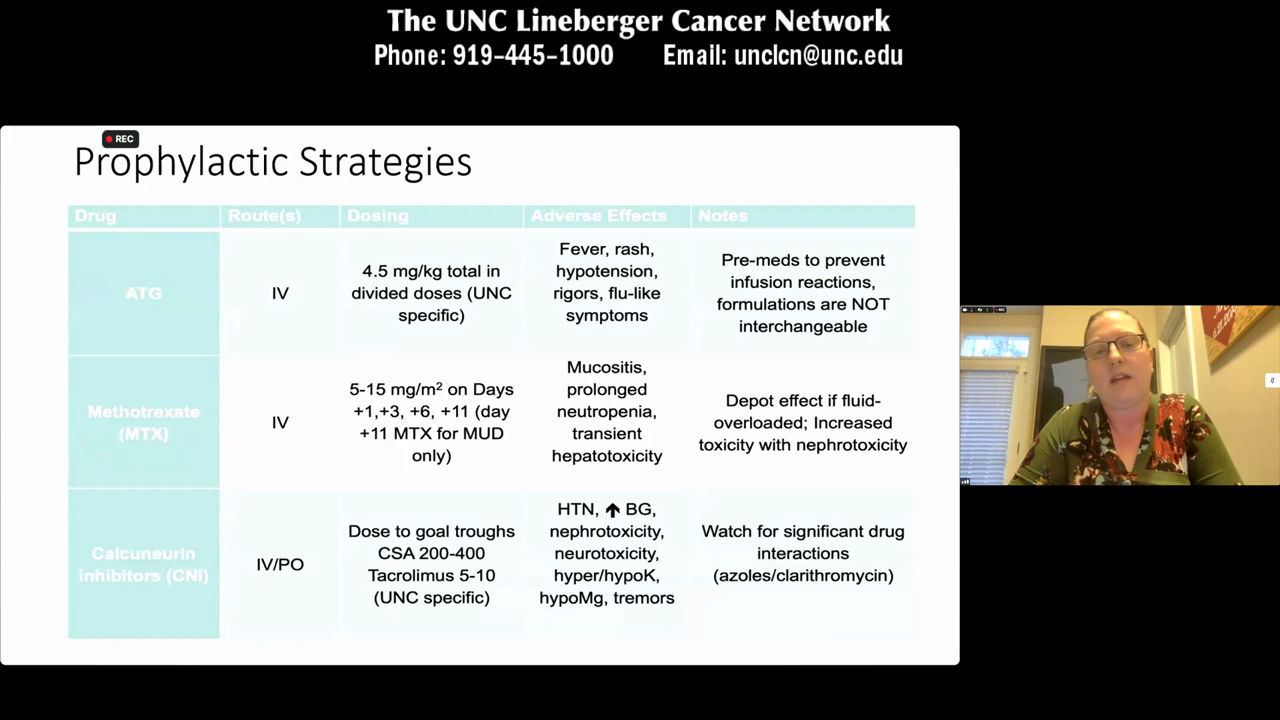 The UNC Lineberger Cancer Network
Phone: 919-445-1000 Email: unclcn@unc.edu
REC
Prophylactic Strategies
Drug Route(s) Dosing Adverse Effects Notes
ATG
IV
4.5 mg/kg total in
divided doses (UNC
specific)
Fever, rash,
hypotension,
rigors, flu-like
symptoms
Pre-meds to prevent
infusion reactions,
formulations are NOT
interchangeable
Methotrexate
(MTX)
IV
5-15 mg/m² on Days
+1,+3, +6, +11 (day
+11 MTX for MUD
only)
Mucositis,
prolonged
neutropenia,
transient
hepatotoxicity
Depot effect if fluid-
overloaded; Increased
toxicity with nephrotoxicity
Calcuneurin
inhibitors (CNI)
IV/PO
Dose to goal troughs
CSA 200-400
Tacrolimus 5-10
(UNC specific)
HTN, ↑ BG,
nephrotoxicity,
neurotoxicity,
hyper/hypoK,
hypoMg, tremors
Watch for significant drug
interactions
(azoles/clarithromycin)